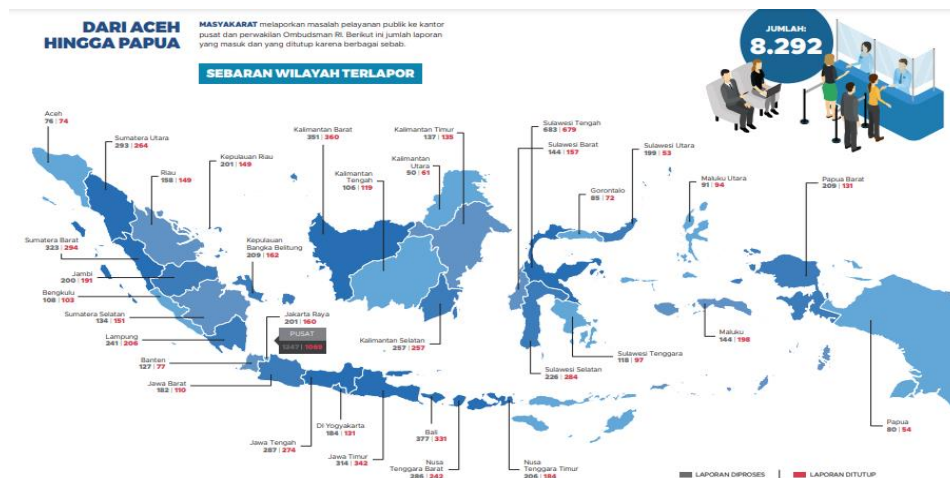 DARI ACEH
HINGGA PAPUA
MASYAKARAT melaporkan masalah pelayanan publik ke kantor
pusat dan perwakilan Ombudsman RI. Berikut ini jumlah laporan
yang masuk dan yang ditutup karena berbagai sebab.
SEBARAN WILAYAH TERLAPOR
JUMLAH:
8.292
Aceh
76 | 74
Sumatera Utara
293 | 264
Riau
158 | 149
Kepulauan Riau
201 | 149
Kalimantan Barat
351 | 360
Kalimantan Timur
137 | 135
Kalimantan
Utara
50 | 61
Kalimantan
Tengah
106 | 119
Sulawesi Tengah
683 | 679
Sulawesi Barat
144 | 157
Sulawesi Utara
199 | 53
Gorontalo
85 | 72
Maluku Utara
91 | 94
Papua Barat
209 | 131
Sumatera Barat
323 | 294
Kepulauan
Bangka Belitung
209 | 162
Jambi
200 | 191
Bengkulu
108 | 103
Sumatera Selatan
134 | 151
Lampung
241 | 206
Jakarta Raya
201 | 160
PUSAT
Kalimantan Selatan
257 | 257
Maluku
144 | 198
Banten
127 | 77
Sulawesi Tenggara
118 | 97
Sulawesi Selatan
226 | 264
Jawa Barat
182 | 110
DI Yogyakarta
184 | 131
Bali
377 | 331
Papua
80 | 54
Jawa Tengah
287 | 274
Jawa Timur
314 | 342
Nusa
Tenggara Barat
286 | 242
Nusa
Tenggara Timur
206 | 184
LAPORAN DIPROSES | LAPORAN DITUTUP